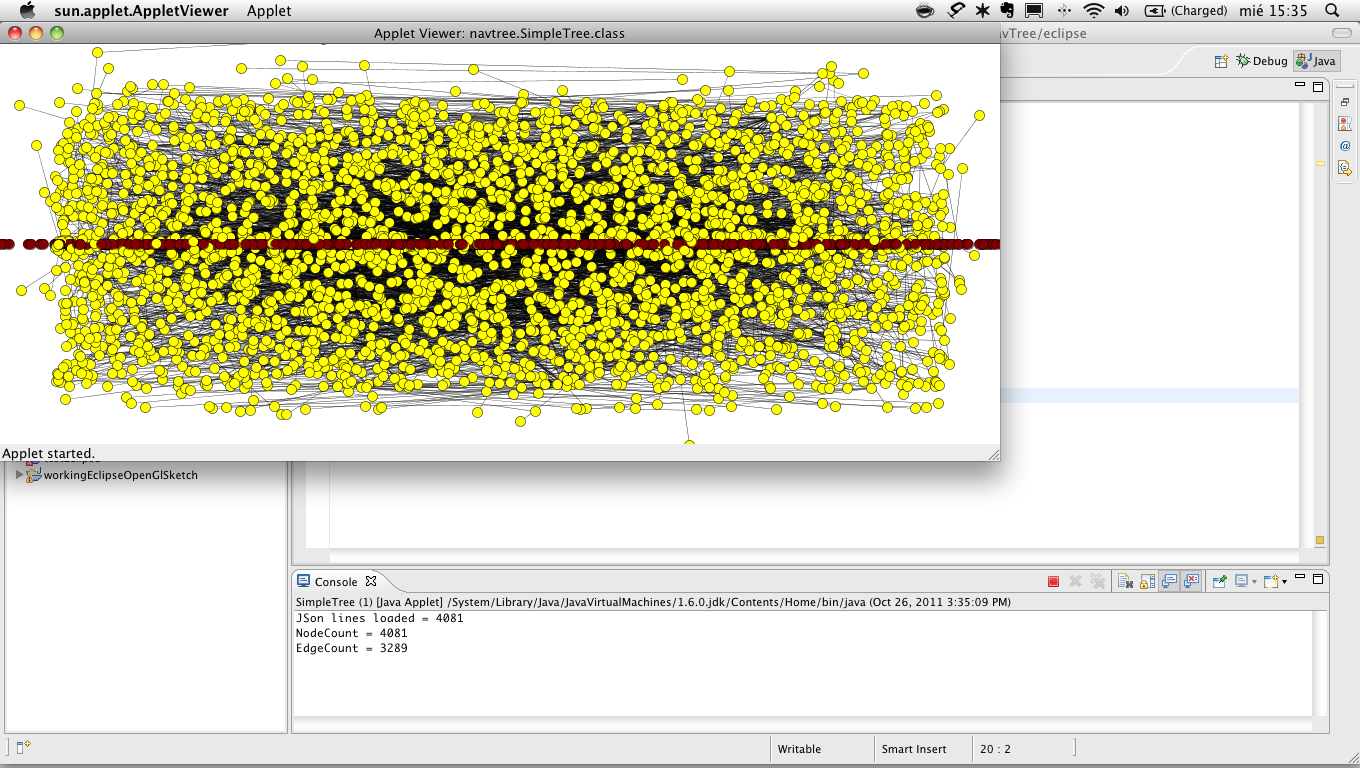 sun.applet.AppletViewer Applet (Charged) mié 15:35
Applet Viewer: navtree.SimpleTree.class
vTree/eclipse
Debug Java
Applet started.
workingEclipseOpenGlSketch
Console
SimpleTree (1) [Java Applet] /System/Library/Java/JavaVirtualMachines/1.6.0.jdk/Contents/Home/bin/java (Oct 26, 2011 3:35:09 PM)
JSon lines loaded = 4081
NodeCount = 4081
EdgeCount = 3289
Writable Smart Insert 20 : 2